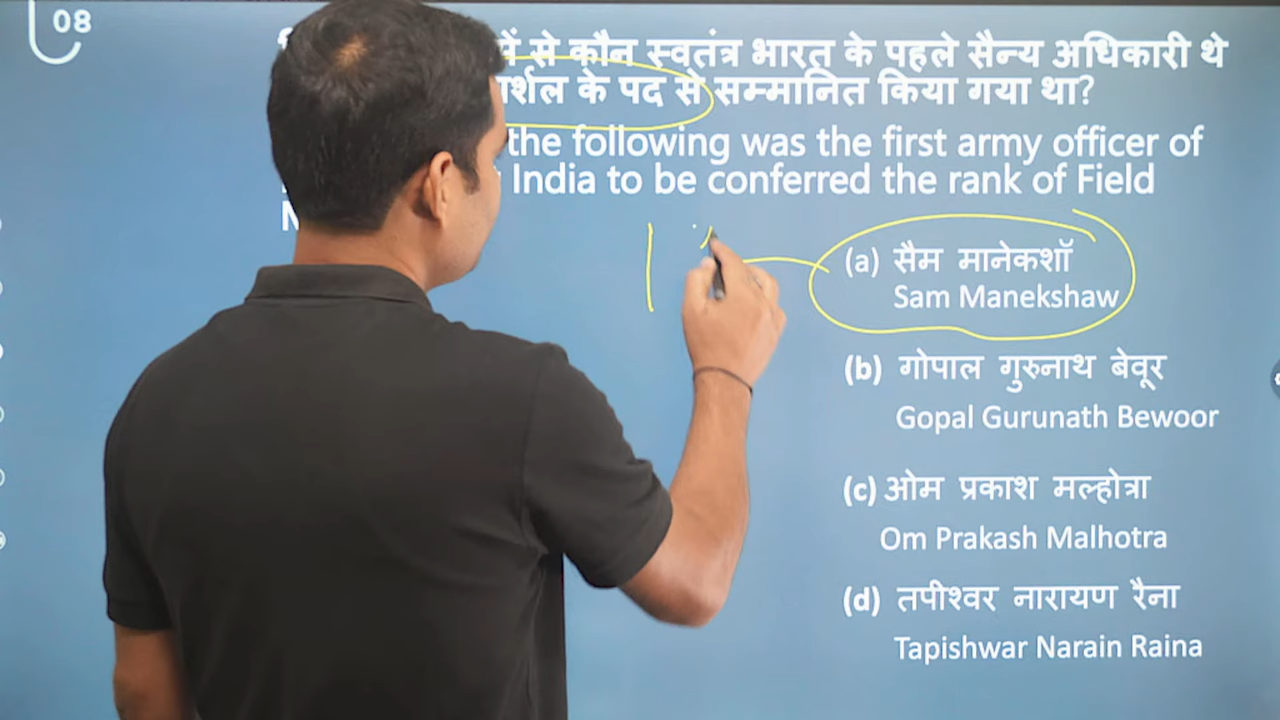 08
में से कौन स्वतंत्र भारत के पहले सैन्य अधिकारी थे
के पद से सम्मानित किया गया था?
the following was the first army officer of
India to be conferred the rank of Field
(a) सैम मानेकशॉ
Sam Manekshaw
(b) गोपाल गुरुनाथ बेवूर
Gopal Gurunath Bewoor
(c) ओम प्रकाश मल्होत्रा
Om Prakash Malhotra
(d) तपीश्वर नारायण रैना
Tapishwar Narain Raina